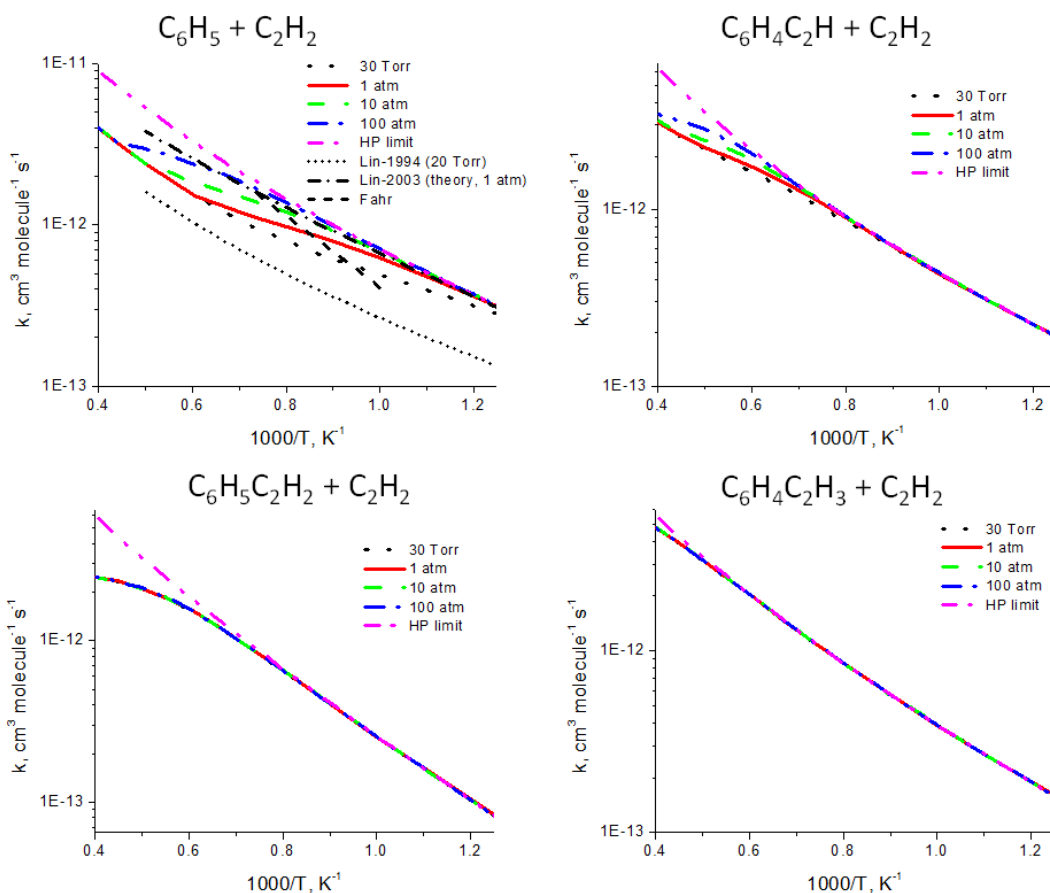 C₆H₅ + C₂H₂
1E-11
1E-12
1E-13
k, cm³ molecule⁻¹ s⁻¹
30 Torr
1 atm
10 atm
100 atm
HP limit
Lin-1994 (20 Torr)
Lin-2003 (theory, 1 atm)
Fahr
0.4 0.6 0.8 1.0 1.2
1000/T, K⁻¹
C₆H₄C₂H + C₂H₂
1E-12
1E-13
k, cm³ molecule⁻¹ s⁻¹
30 Torr
1 atm
10 atm
100 atm
HP limit
0.4 0.6 0.8 1.0 1.2
1000/T, K⁻¹
C₆H₅C₂H₂ + C₂H₂
1E-12
1E-13
k, cm³ molecule⁻¹ s⁻¹
30 Torr
1 atm
10 atm
100 atm
HP limit
0.4 0.6 0.8 1.0 1.2
1000/T, K⁻¹
C₆H₄C₂H₃ + C₂H₂
1E-12
1E-13
k, cm³ molecule⁻¹ s⁻¹
30 Torr
1 atm
10 atm
100 atm
HP limit
0.4 0.6 0.8 1.0 1.2
1000/T, K⁻¹